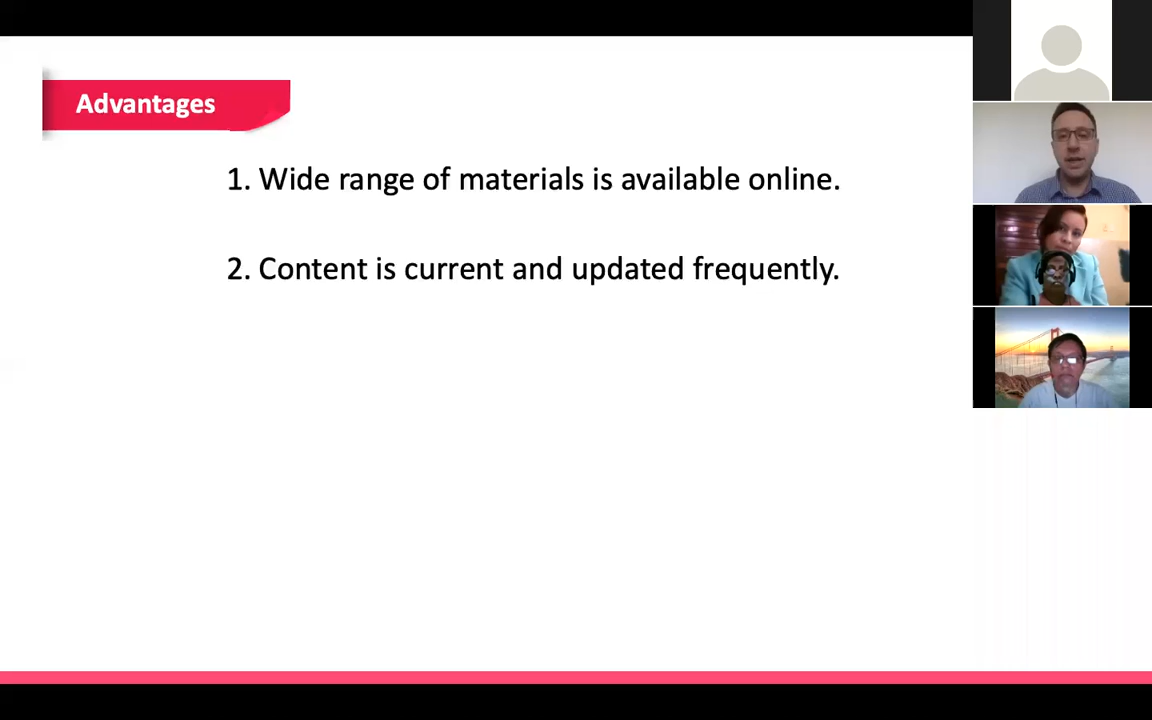 Advantages
1. Wide range of materials is available online.
2. Content is current and updated frequently.